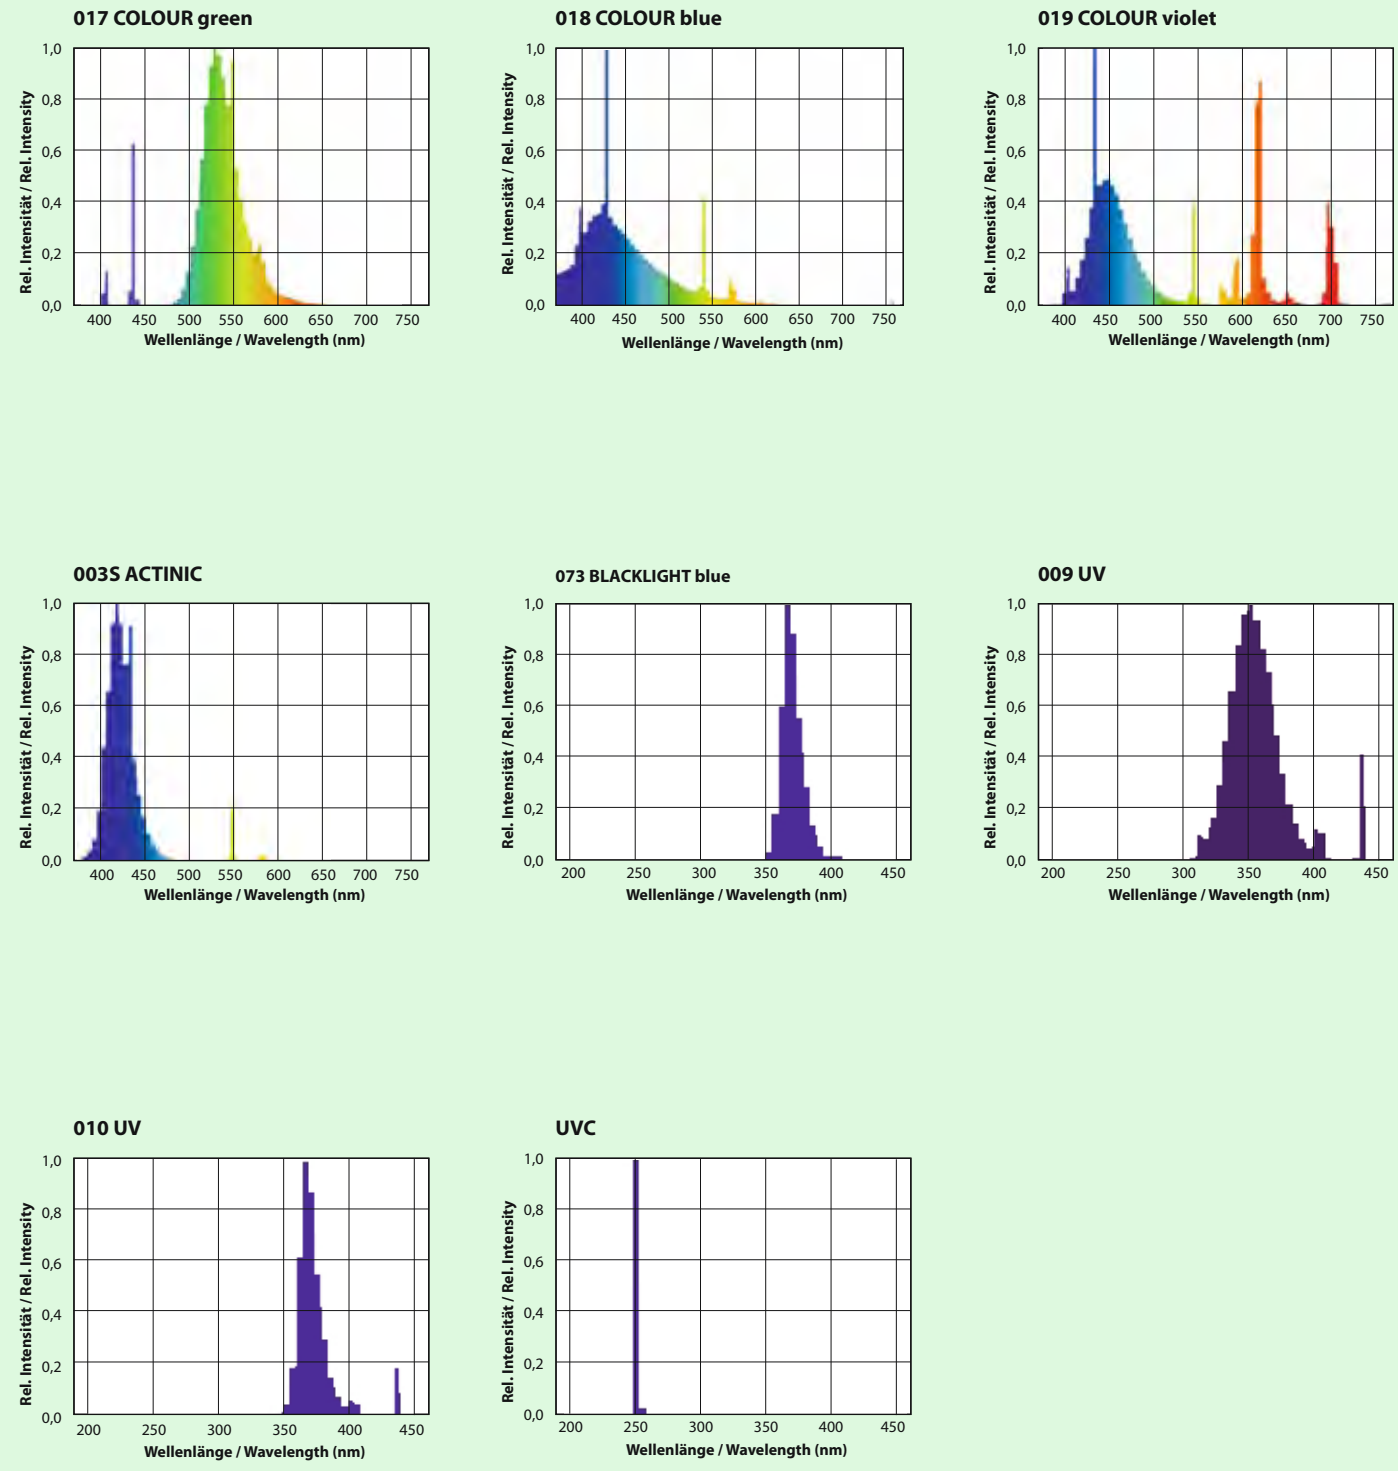 017 COLOUR green
Rel. Intensität / Rel. Intensity
1,0
0,8
0,6
0,4
0,2
0,0
400 450 500 550 600 650 700 750
Wellenlänge / Wavelength (nm)
018 COLOUR blue
Rel. Intensität / Rel. Intensity
1,0
0,8
0,6
0,4
0,2
0,0
400 450 500 550 600 650 700 750
Wellenlänge / Wavelength (nm)
019 COLOUR violet
Rel. Intensität / Rel. Intensity
1,0
0,8
0,6
0,4
0,2
0,0
400 450 500 550 600 650 700 750
Wellenlänge / Wavelength (nm)
003S ACTINIC
Rel. Intensität / Rel. Intensity
1,0
0,8
0,6
0,4
0,2
0,0
400 450 500 550 600 650 700 750
Wellenlänge / Wavelength (nm)
073 BLACKLIGHT blue
Rel. Intensität / Rel. Intensity
1,0
0,8
0,6
0,4
0,2
0,0
200 250 300 350 400 450
Wellenlänge / Wavelength (nm)
009 UV
Rel. Intensität / Rel. Intensity
1,0
0,8
0,6
0,4
0,2
0,0
200 250 300 350 400 450
Wellenlänge / Wavelength (nm)
010 UV
Rel. Intensität / Rel. Intensity
1,0
0,8
0,6
0,4
0,2
0,0
200 250 300 350 400 450
Wellenlänge / Wavelength (nm)
UVC
Rel. Intensität / Rel. Intensity
1,0
0,8
0,6
0,4
0,2
0,0
200 250 300 350 400 450
Wellenlänge / Wavelength (nm)